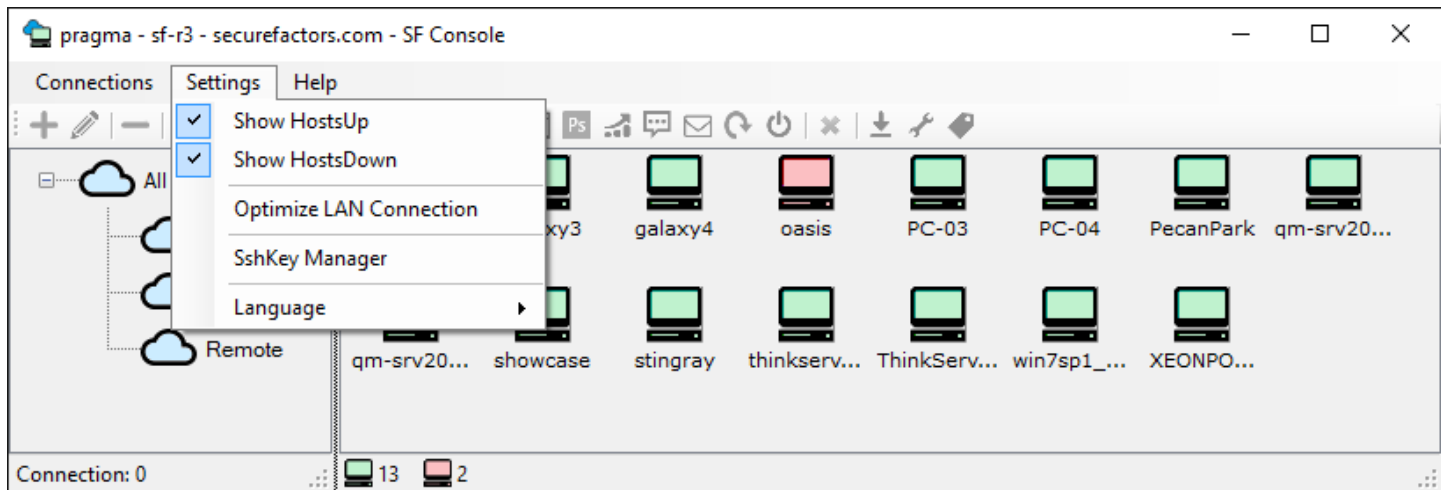 pragma - sf-r3 - securefactors.com - SF Console
Connections Settings Help
Show HostsUp
Ps
Show HostsDown
All
Optimize LAN Connection
xy3 galaxy4 oasis PC-03 PC-04 PecanPark qm-srv20...
SshKey Manager
Language
Remote
qm-srv20... showcase stingray thinkserv... ThinkServ... win7sp1_... XEONPO...
Connection: 0 13 2